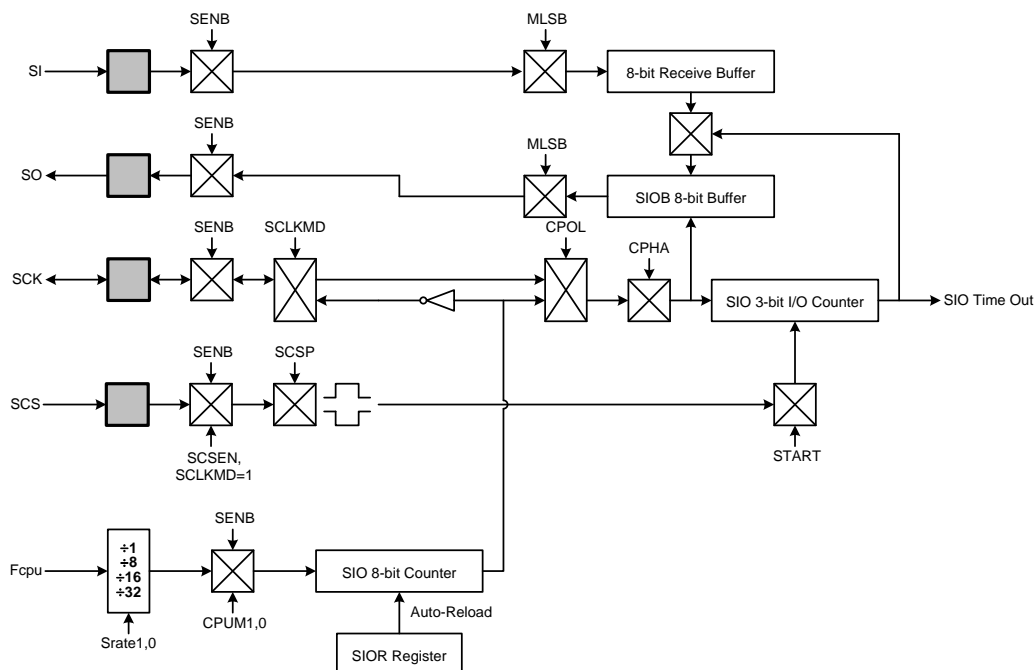 SENB
MLSB
SI
8-bit Receive Buffer
SENB
MLSB
SO
SIOB 8-bit Buffer
SENB
SCLKMD
CPOL
CPHA
SCK
SIO 3-bit I/O Counter
SIO Time Out
SENB
SCSP
SCS
SCSEN,
SCLKMD=1
START
SENB
÷1
÷8
÷16
÷32
Fcpu
SIO 8-bit Counter
Auto-Reload
Srate1,0
CPUM1,0
SIOR Register